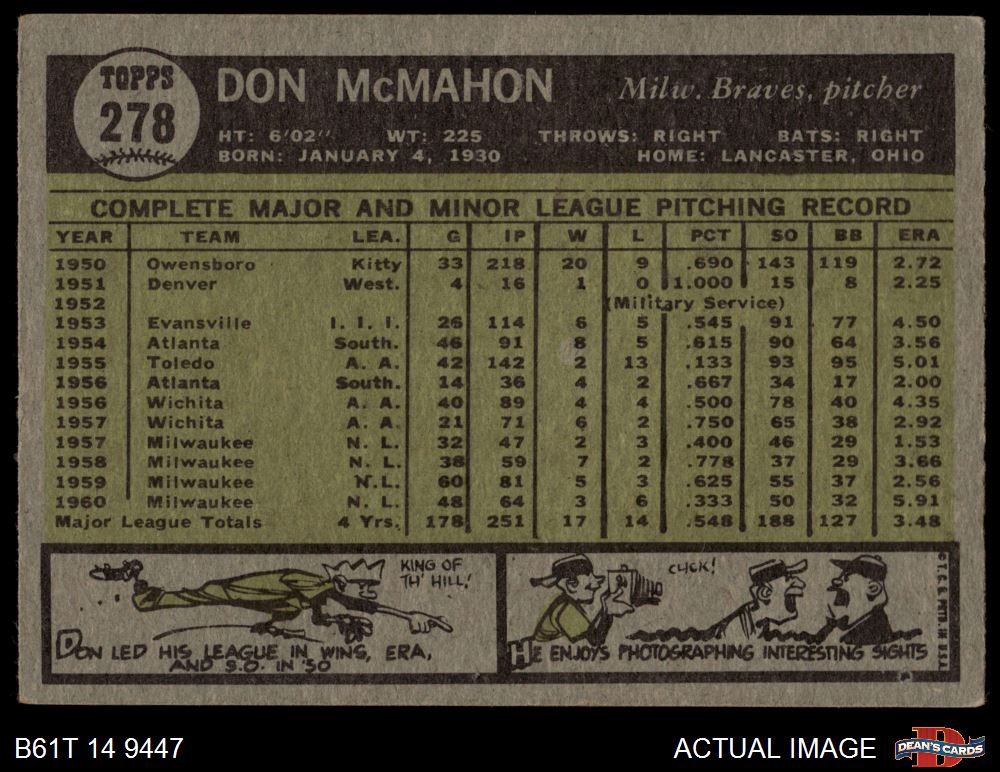 TOPPS
278
DON McMAHON
Milw. Braves, pitcher
HT: 6'02" WT: 225 THROWS: RIGHT BATS: RIGHT
BORN: JANUARY 4, 1930 HOME: LANCASTER, OHIO
COMPLETE MAJOR AND MINOR LEAGUE PITCHING RECORD
YEAR TEAM LEA. G IP W L PCT SO BB ERA
1950 Owensboro Kitty 33 218 20 9 .690 143 119 2.72
1951 Denver West. 4 16 1 0 1.000 15 8 2.25
1952 (Military Service)
1953 Evansville I. I. I. 26 114 6 5 .545 91 77 4.50
1954 Atlanta South. 46 91 8 5 .615 90 64 3.56
1955 Toledo A. A. 42 142 2 13 .133 93 95 5.01
1956 Atlanta South. 14 36 4 2 .667 34 17 2.00
1956 Wichita A. A. 40 89 4 4 .500 78 40 4.35
1957 Wichita A. A. 21 71 6 2 .750 65 38 2.92
1957 Milwaukee N. L. 32 47 2 3 .400 46 29 1.53
1958 Milwaukee N. L. 38 59 7 2 .778 37 29 3.66
1959 Milwaukee N.L. 60 81 5 3 .625 55 37 2.56
1960 Milwaukee N. L. 48 64 3 6 .333 50 32 5.91
Major League Totals 4 Yrs. 178 251 17 14 .548 188 127 3.48
KING OF
TH' HILL!
DON LED HIS LEAGUE IN WINS, ERA,
AND S.O. IN '50
CLICK!
HE ENJOYS PHOTOGRAPHING INTERESTING SIGHTS
©T. C. G. PRTD. IN U.S.A.
B61T 14 9447
ACTUAL IMAGE
DEAN'S CARDS